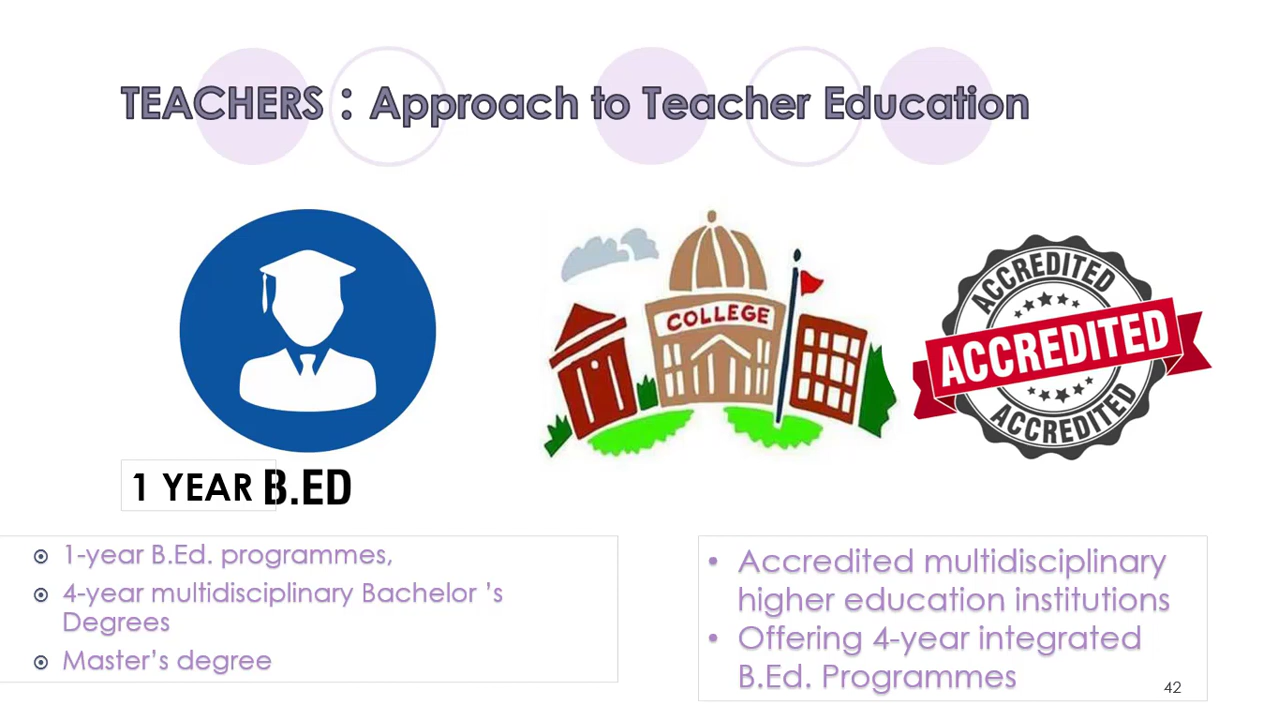 TEACHERS : Approach to Teacher Education
COLLEGE
ACCREDITED
ACCREDITED
ACCREDITED
1 YEAR B.ED
1-year B.Ed. programmes,
4-year multidisciplinary Bachelor ’s
Degrees
Master’s degree
• Accredited multidisciplinary
higher education institutions
• Offering 4-year integrated
B.Ed. Programmes
42